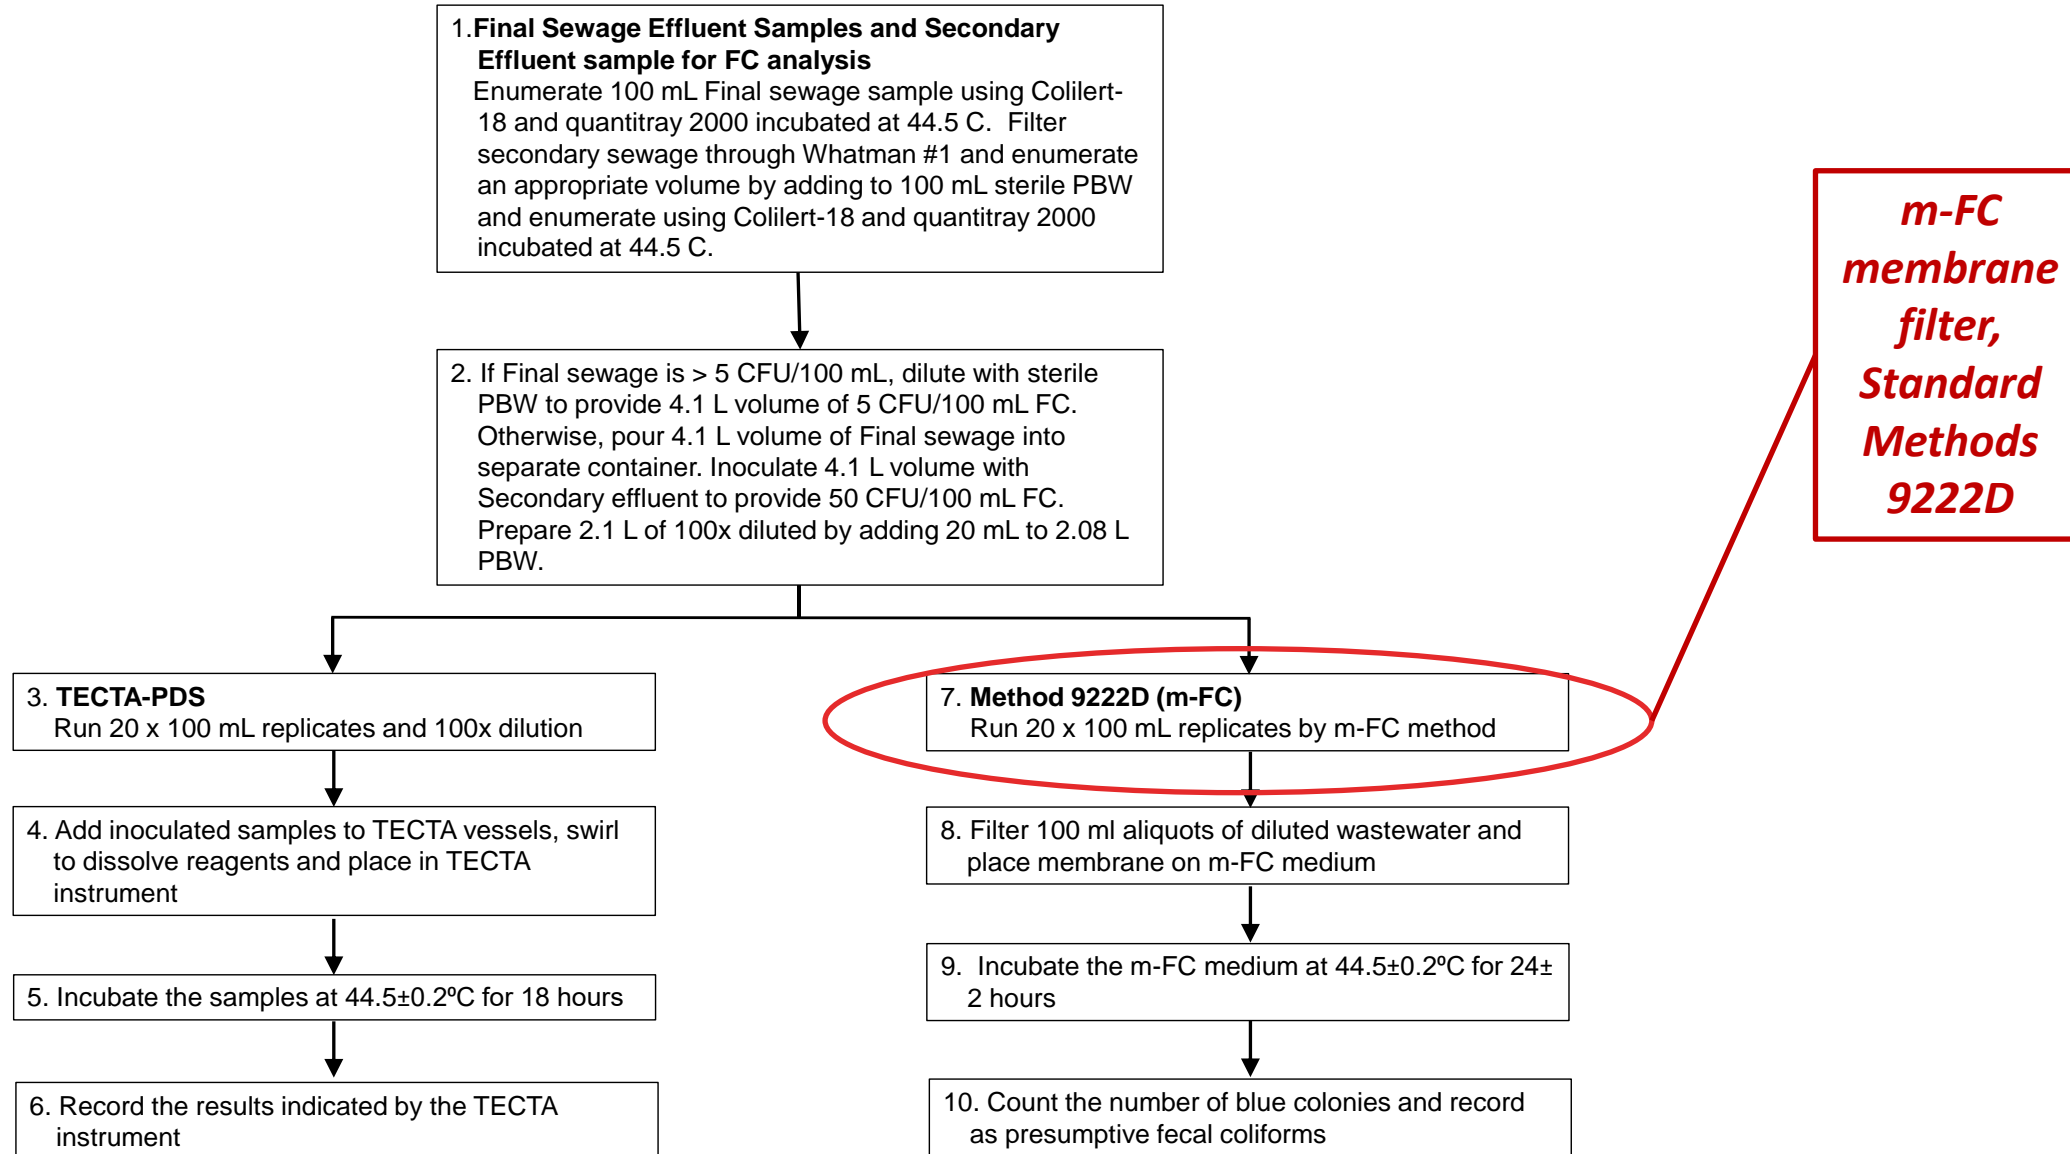 1.Final Sewage Effluent Samples and Secondary
Effluent sample for FC analysis
Enumerate 100 mL Final sewage sample using Colilert-
18 and quantitray 2000 incubated at 44.5 C.  Filter
secondary sewage through Whatman #1 and enumerate
an appropriate volume by adding to 100 mL sterile PBW
and enumerate using Colilert-18 and quantitray 2000
incubated at 44.5 C.
2. If Final sewage is > 5 CFU/100 mL, dilute with sterile
PBW to provide 4.1 L volume of 5 CFU/100 mL FC.
Otherwise, pour 4.1 L volume of Final sewage into
separate container. Inoculate 4.1 L volume with
Secondary effluent to provide 50 CFU/100 mL FC.
Prepare 2.1 L of 100x diluted by adding 20 mL to 2.08 L
PBW.
3. TECTA-PDS
Run 20 x 100 mL replicates and 100x dilution
4. Add inoculated samples to TECTA vessels, swirl
to dissolve reagents and place in TECTA
instrument
5. Incubate the samples at 44.5±0.2ºC for 18 hours
6. Record the results indicated by the TECTA
instrument
7. Method 9222D (m-FC)
Run 20 x 100 mL replicates by m-FC method
8. Filter 100 ml aliquots of diluted wastewater and
place membrane on m-FC medium
9.  Incubate the m-FC medium at 44.5±0.2ºC for 24±
2 hours
10. Count the number of blue colonies and record
as presumptive fecal coliforms
m-FC
membrane
filter,
Standard
Methods
9222D